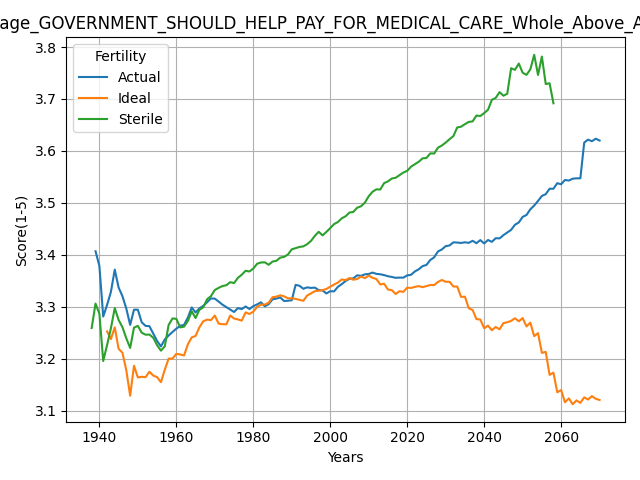 age_GOVERNMENT_SHOULD_HELP_PAY_FOR_MEDICAL_CARE_Whole_Above_A
3.8
3.7
3.6
3.5
3.4
3.3
3.2
3.1
Score(1-5)
Fertility
Actual
Ideal
Sterile
1940 1960 1980 2000 2020 2040 2060
Years